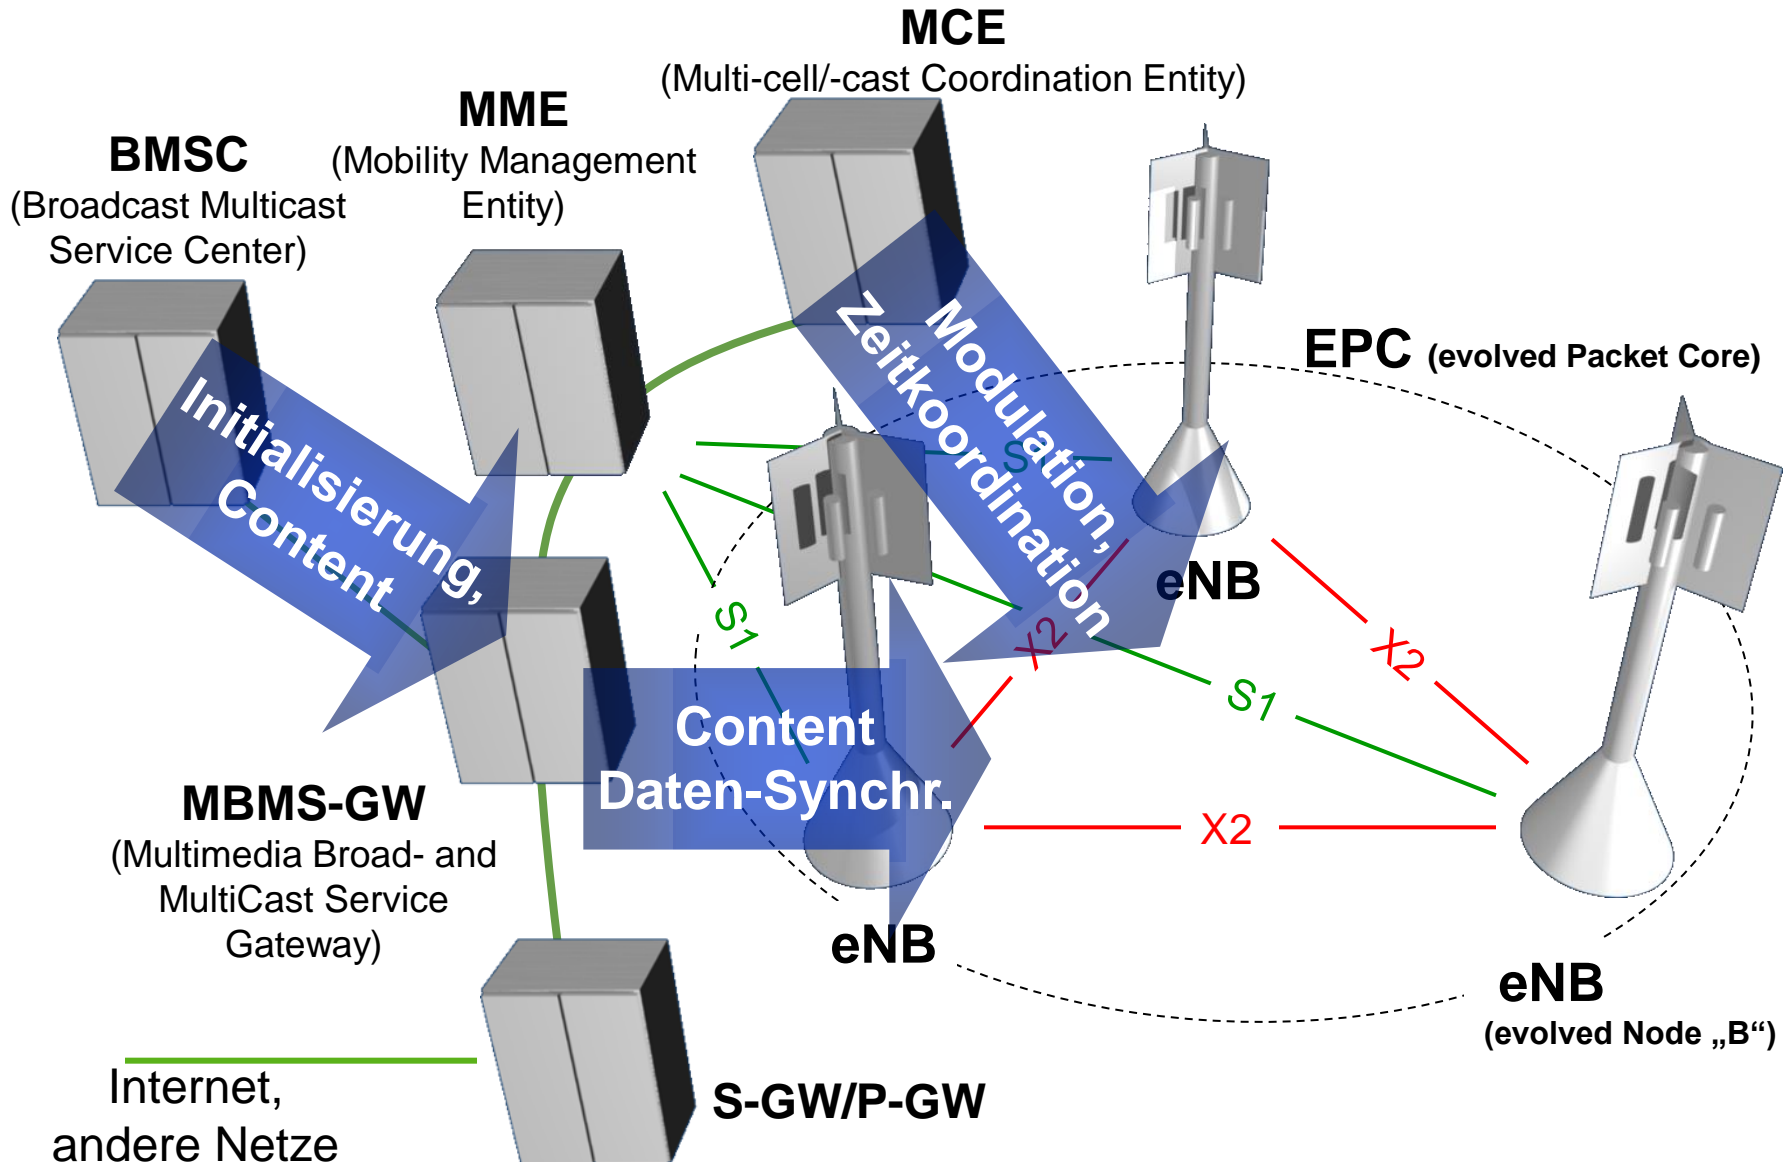 MCE
(Multi-cell/-cast Coordination Entity)
MME
(Mobility Management
Entity)
BMSC
(Broadcast Multicast
Service Center)
EPC (evolved Packet Core)
Initialisierung,
Content
Modulation,
Zeitkoordination
S1
S1
S1
X2
X2
X2
eNB
Content
Daten-Synchr.
MBMS-GW
(Multimedia Broad- and
MultiCast Service
Gateway)
eNB
eNB
(evolved Node „B“)
Internet,
andere Netze
S-GW/P-GW